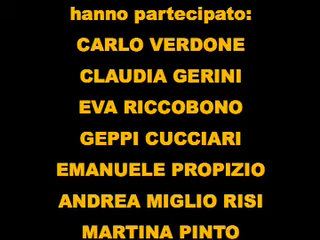 hanno partecipato:
CARLO VERDONE
CLAUDIA GERINI
EVA RICCOBONO
GEPPI CUCCIARI
EMANUELE PROPIZIO
ANDREA MIGLIO RISI
MARTINA PINTO